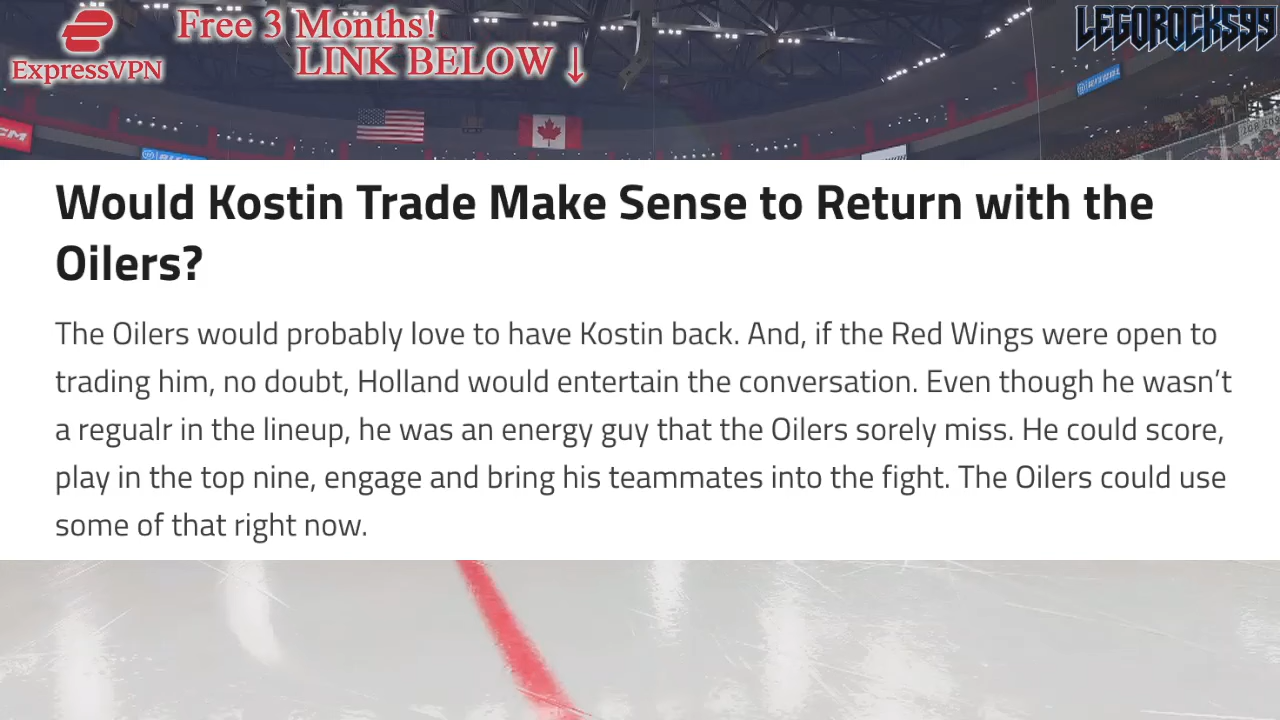 Free 3 Months!
LINK BELOW ↓
ExpressVPN
LEGOROCKS99
CM
Would Kostin Trade Make Sense to Return with the
Oilers?
The Oilers would probably love to have Kostin back. And, if the Red Wings were open to
trading him, no doubt, Holland would entertain the conversation. Even though he wasn't
a regualr in the lineup, he was an energy guy that the Oilers sorely miss. He could score,
play in the top nine, engage and bring his teammates into the fight. The Oilers could use
some of that right now.